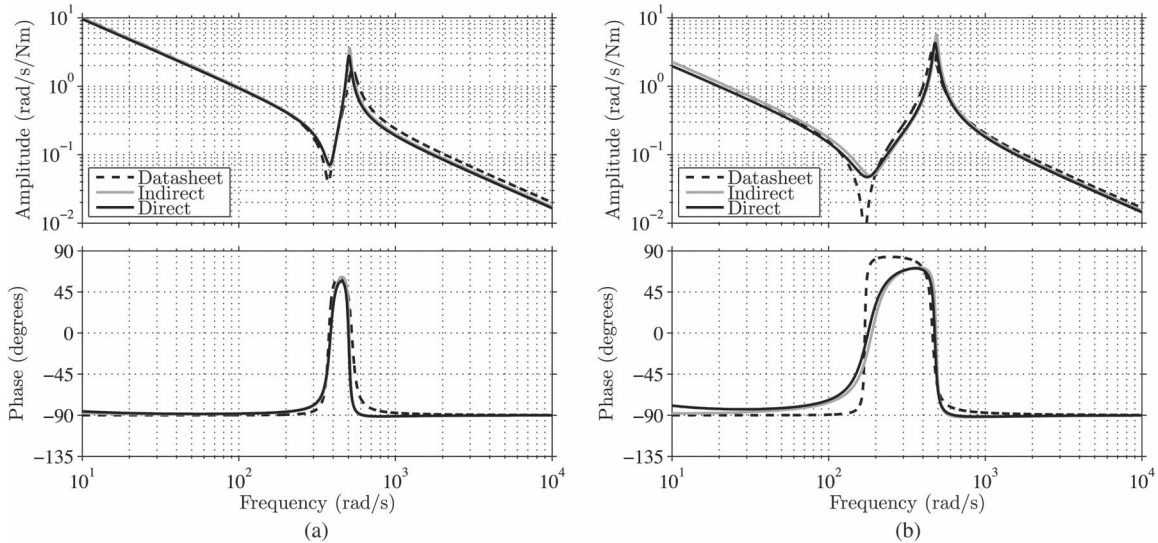 Amplitude (rad/s/Nm)
10^1
10^0
10^-1
10^-2
Datasheet
Indirect
Direct
Phase (degrees)
90
45
0
−45
−90
−135
10^1
10^2
10^3
10^4
Frequency (rad/s)
(a)
Amplitude (rad/s/Nm)
10^1
10^0
10^-1
10^-2
Datasheet
Indirect
Direct
Phase (degrees)
90
45
0
−45
−90
−135
10^1
10^2
10^3
10^4
Frequency (rad/s)
(b)